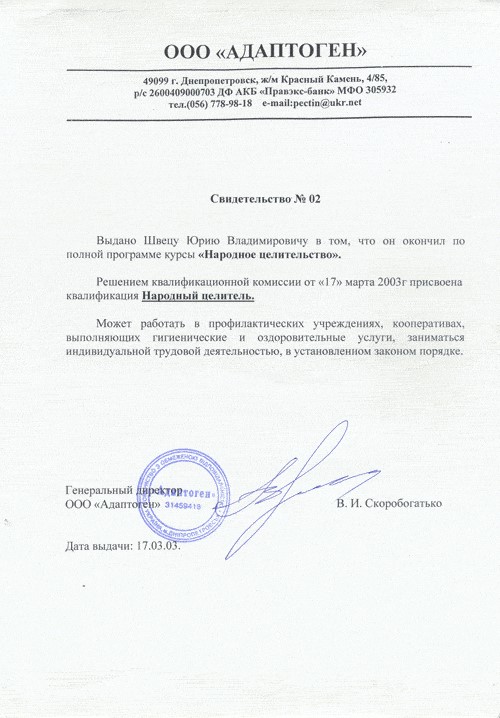 ООО «АДАПТОГЕН»
49099 г. Днепропетровск, ж/м Красный Камень, 4/85,
р/с 2600409000703 ДФ АКБ «Правэкс-банк» МФО 305932
тел.(056) 778-98-18 e-mail:pectin@ukr.net
Свидетельство № 02
Выдано Швецу Юрию Владимировичу в том, что он окончил по
полной программе курсы «Народное целительство».
Решением квалификационной комиссии от «17» марта 2003г присвоена
квалификация Народный целитель.
Может работать в профилактических учреждениях, кооперативах,
выполняющих гигиенические и оздоровительные услуги, заниматься
индивидуальной трудовой деятельностью, в установленном законом порядке.
Генеральный директор
ООО «Адаптоген»
В. И. Скоробогатько
"Адаптоген"
31459418
З ОБМЕЖЕНОЮ ВІДПОВІДАЛЬНІСТЮ
УКРАЇНА, м.ДНІПРОПЕТРОВСЬК
Дата выдачи: 17.03.03.